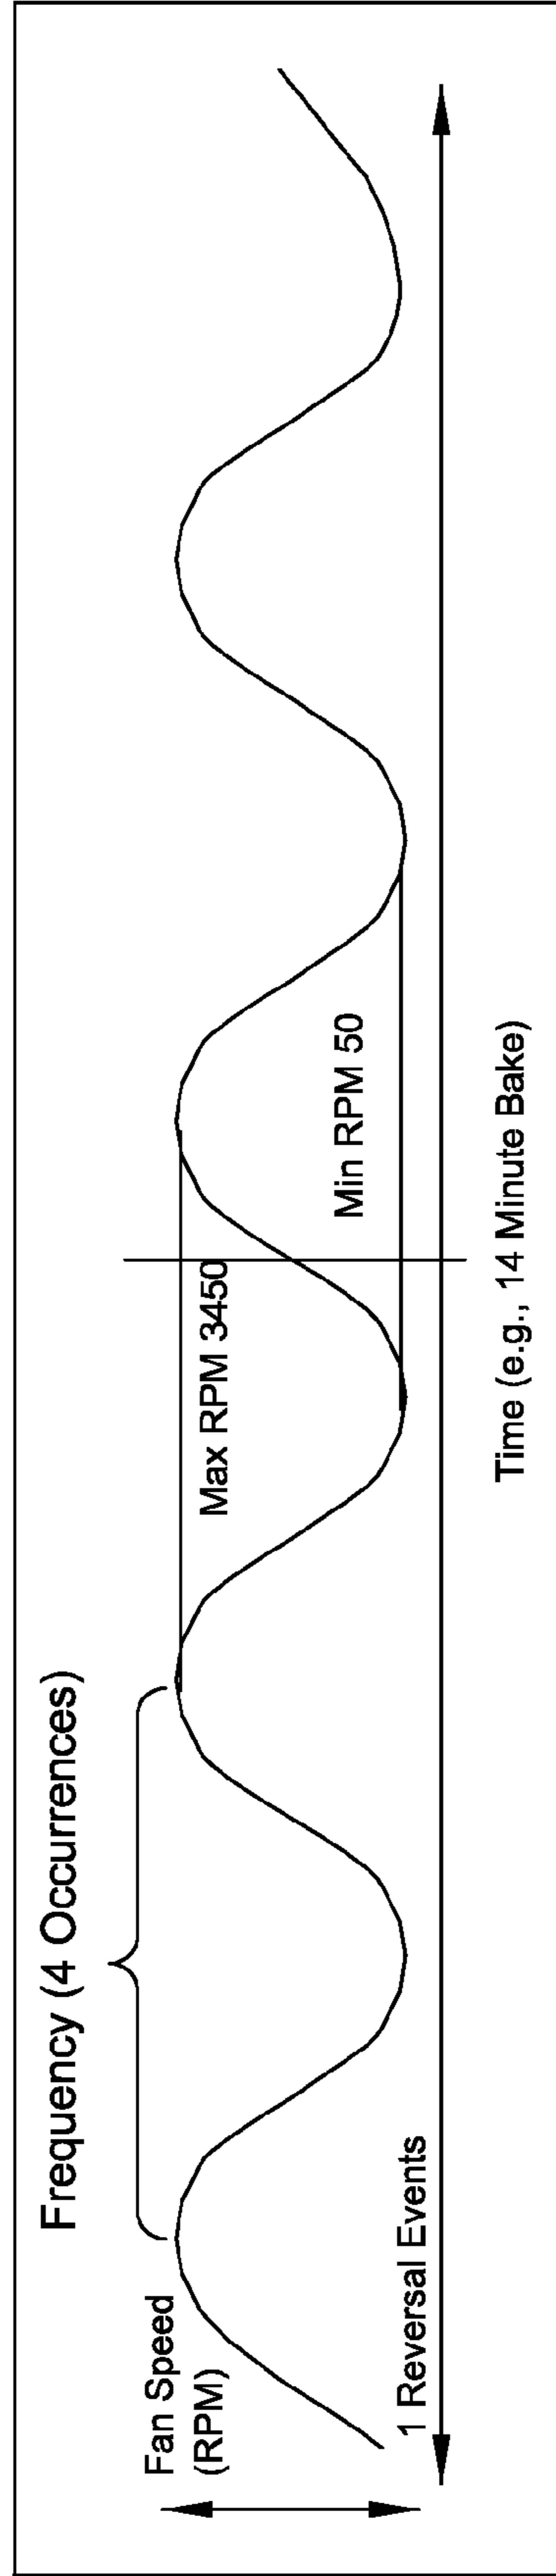 Frequency (4 Occurrences)
Fan Speed
(RPM)
Max RPM 3450
Min RPM 50
1 Reversal Events
Time (e.g., 14 Minute Bake)